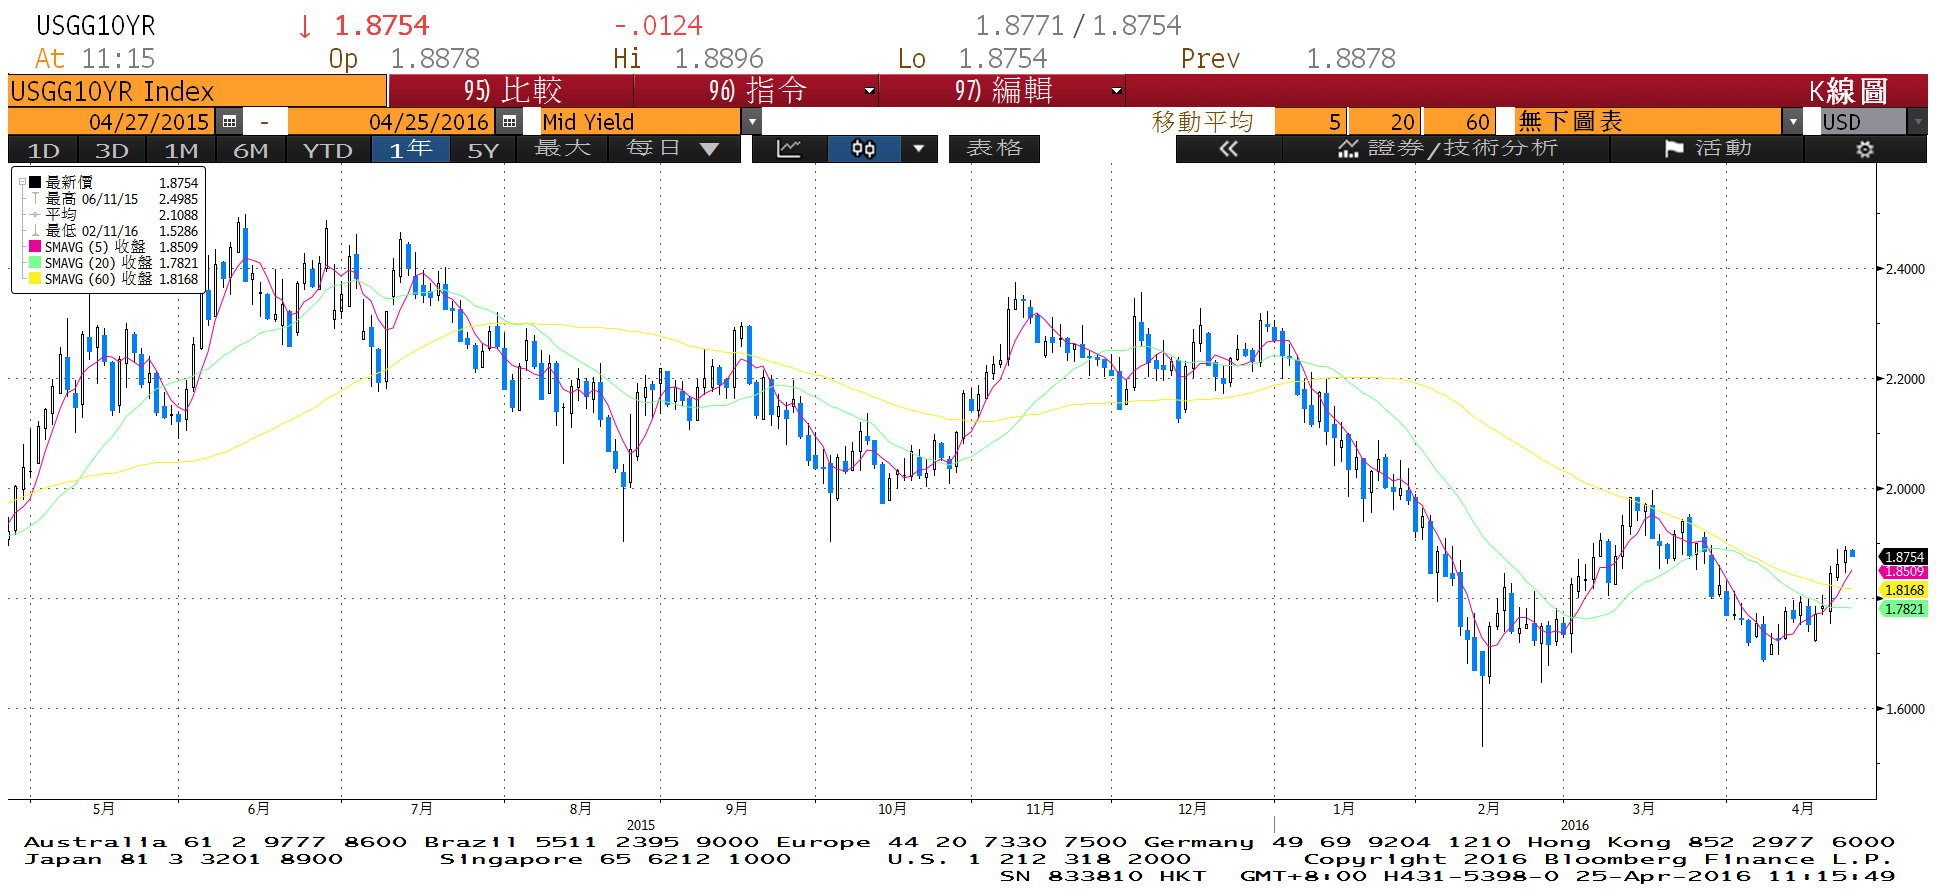 USGG10YR ↓ 1.8754 -.0124 1.8771 / 1.8754
At 11:15 Op 1.8878 Hi 1.8896 Lo 1.8754 Prev 1.8878
USGG10YR Index 95) 比較 96) 指令 97) 編輯 K線圖
04/27/2015 - 04/25/2016 Mid Yield 移動平均 5 20 60 無下圖表 USD
1D 3D 1M 6M YTD 1年 5Y 最大 每日 ▼ 表格 « 證券/技術分析 活動
最新價 1.8754
最高 06/11/15 2.4985
平均 2.1088
最低 02/11/16 1.5286
SMAVG (5) 收盤 1.8509
SMAVG (20) 收盤 1.7821
SMAVG (60) 收盤 1.8168
2.4000
2.2000
2.0000
1.8754
1.8509
1.8168
1.7821
1.6000
5月 6月 7月 8月 9月 10月 11月 12月 1月 2月 3月 4月
2015 2016
Australia 61 2 9777 8600 Brazil 5511 2395 9000 Europe 44 20 7330 7500 Germany 49 69 9204 1210 Hong Kong 852 2977 6000
Japan 81 3 3201 8900 Singapore 65 6212 1000 U.S. 1 212 318 2000 Copyright 2016 Bloomberg Finance L.P.
SN 833810 HKT GMT+8:00 H431-5398-0 25-Apr-2016 11:15:49